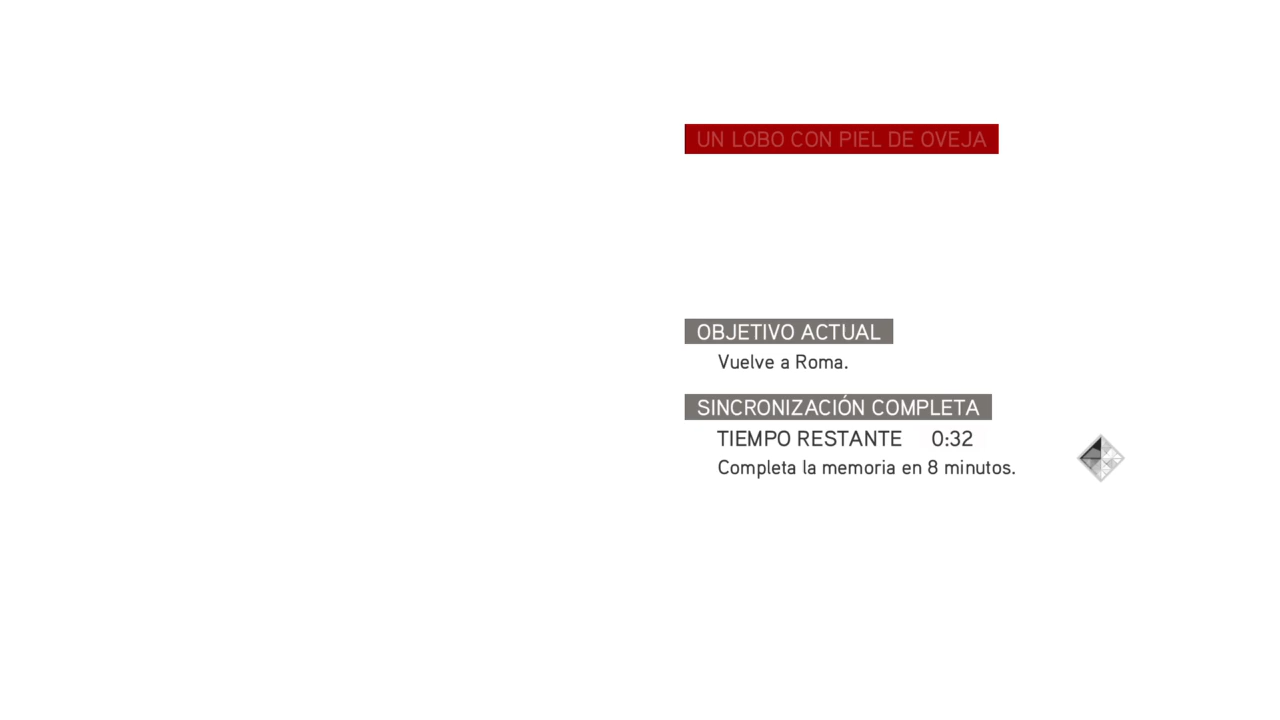 UN LOBO CON PIEL DE OVEJA
OBJETIVO ACTUAL
Vuelve a Roma.
SINCRONIZACIÓN COMPLETA
TIEMPO RESTANTE 0:32
Completa la memoria en 8 minutos.